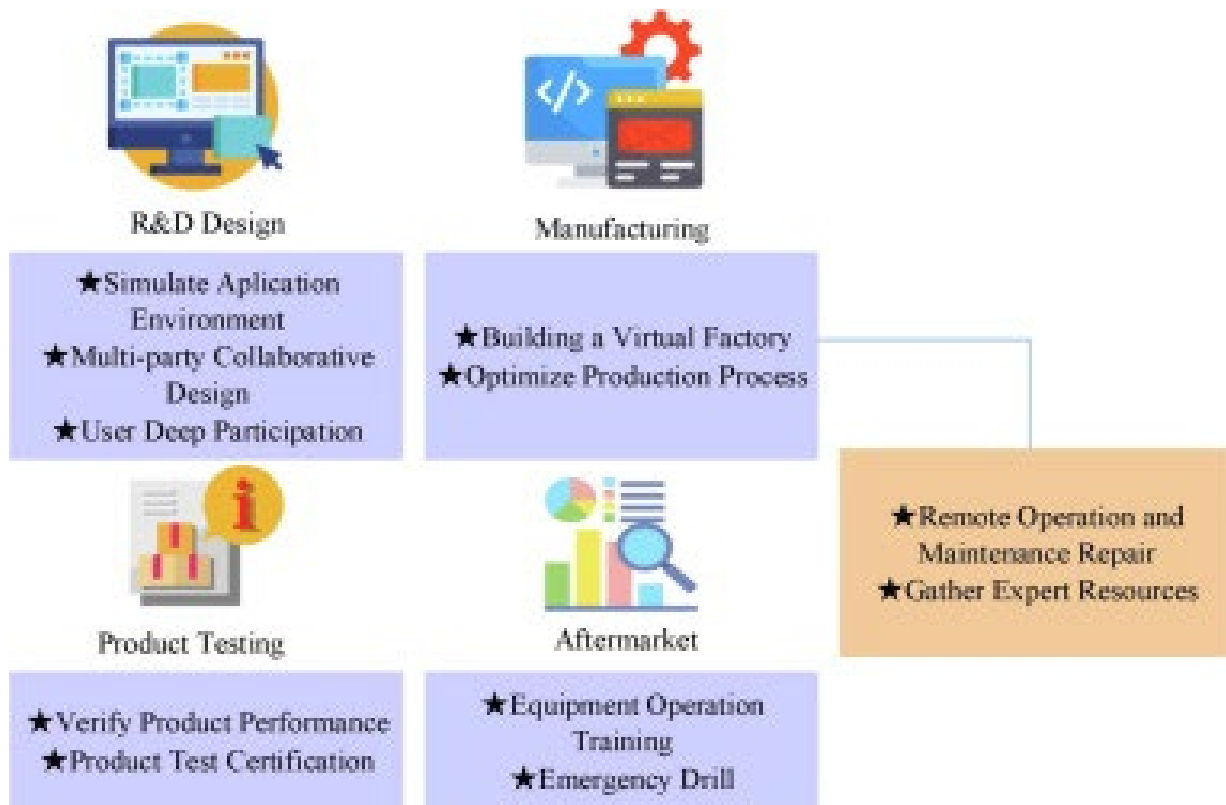 R&D Design
★Simulate Aplication
Environment
★Multi-party Collaborative
Design
★User Deep Participation
Manufacturing
★Building a Virtual Factory
★Optimize Production Process
★Remote Operation and
Maintenance Repair
★Gather Expert Resources
Product Testing
★Verify Product Performance
★Product Test Certification
Aftermarket
★Equipment Operation
Training
★Emergency Drill